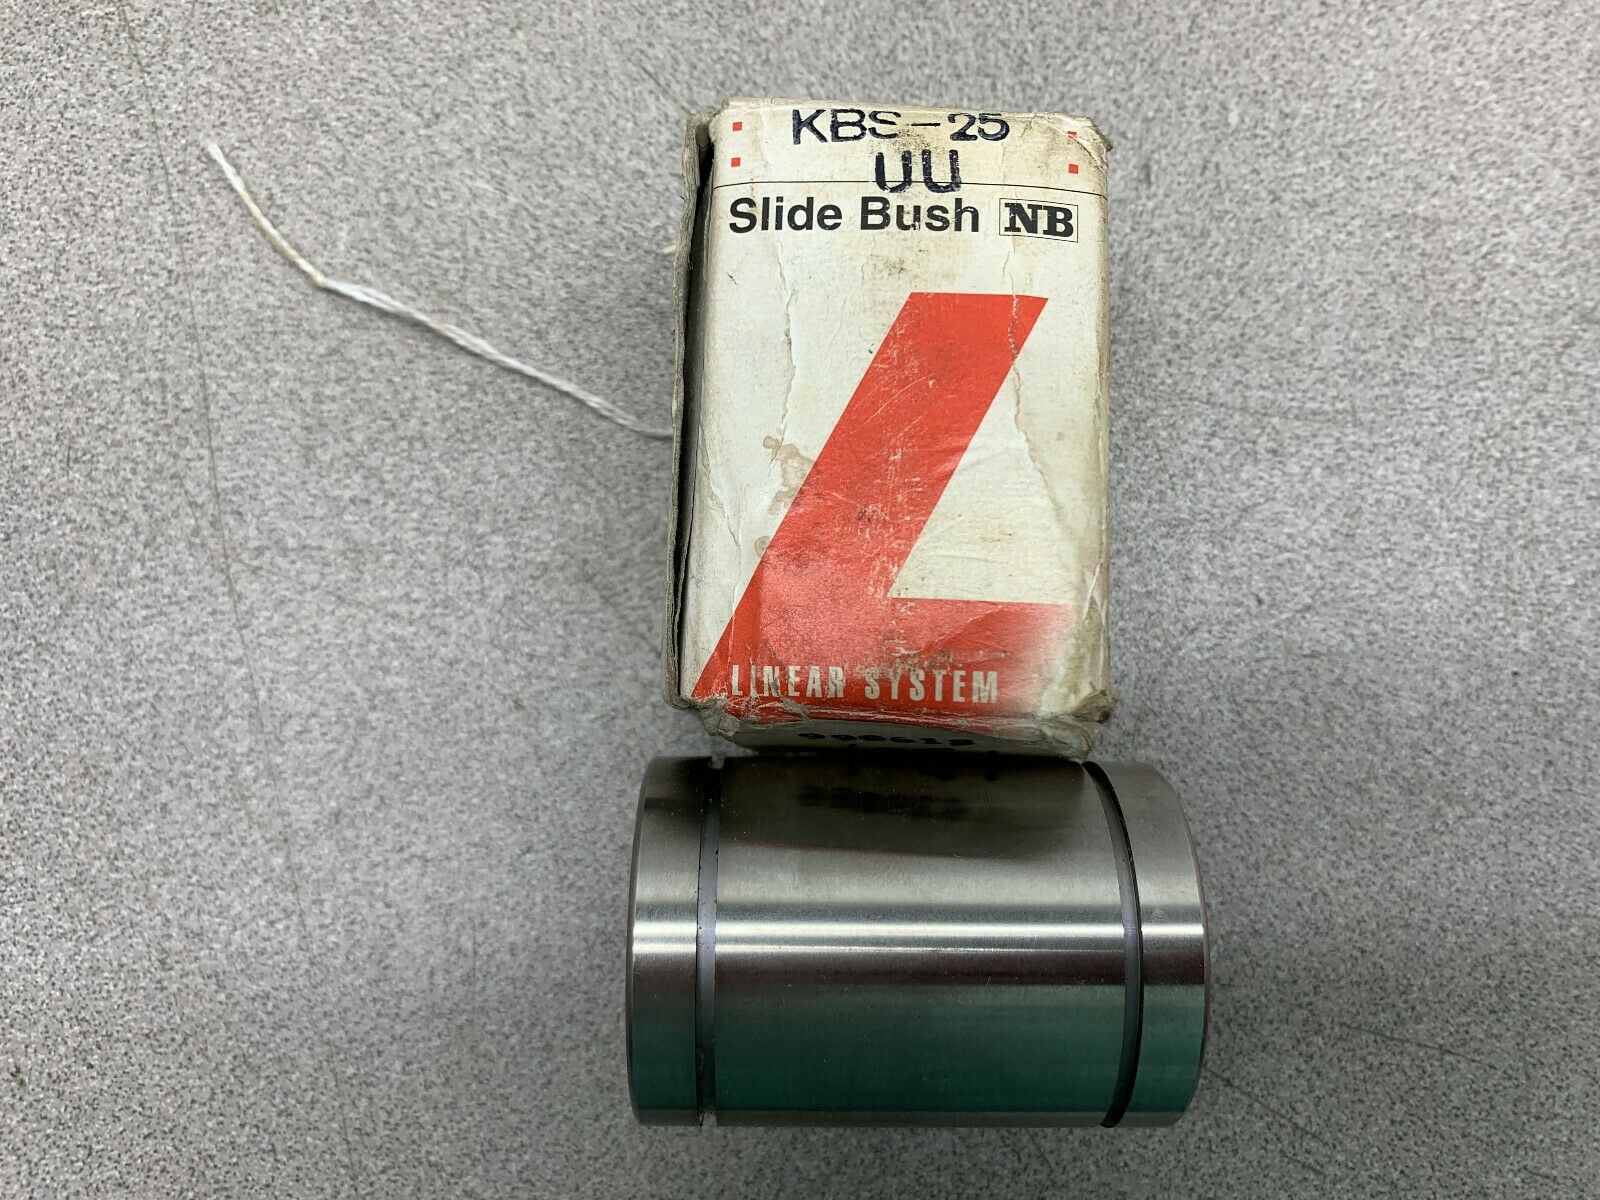 KBS-25
UU
Slide Bush NB
LINEAR SYSTEM